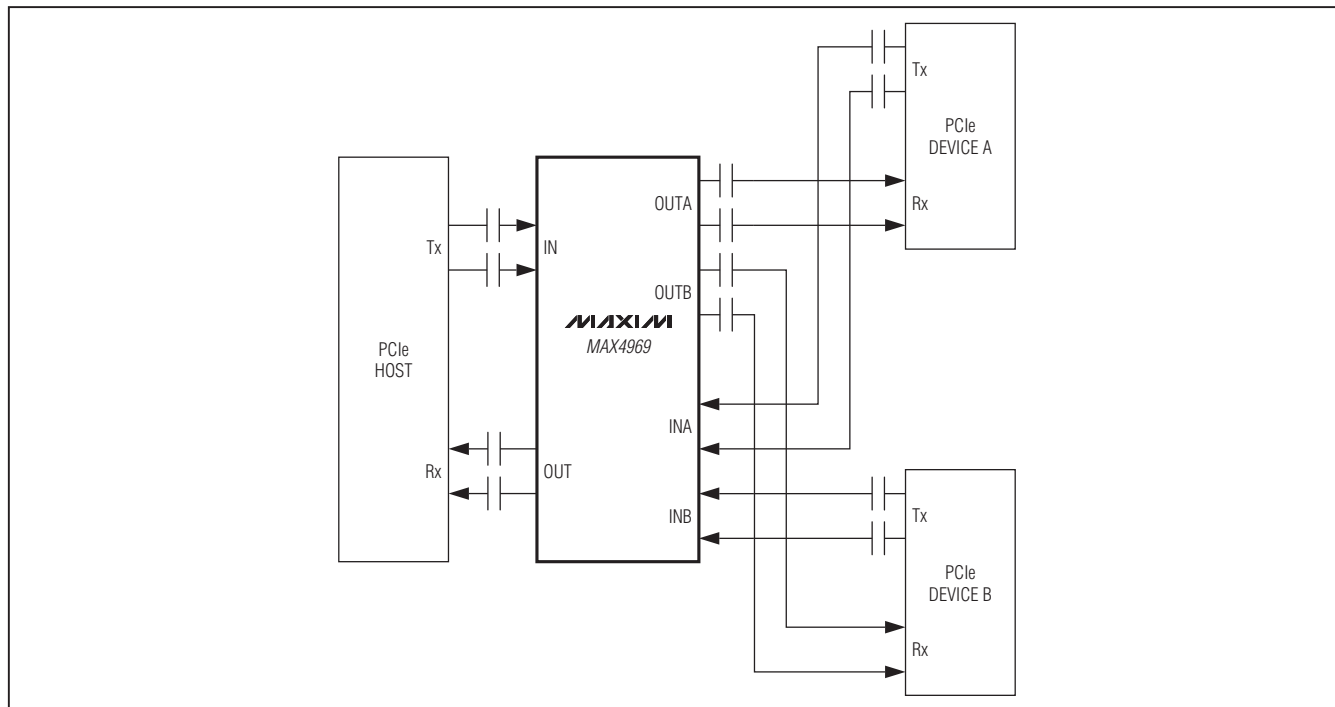 PCIe
HOST
Tx
Rx
IN
OUT
MAXIM
MAX4969
OUTA
OUTB
INA
INB
Tx
PCIe
DEVICE A
Rx
Tx
PCIe
DEVICE B
Rx